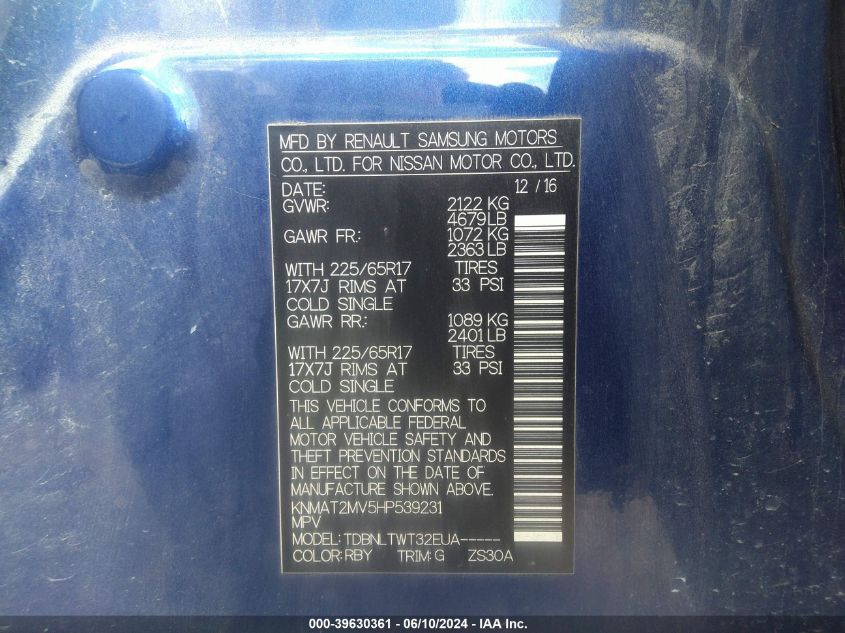 MFD BY RENAULT SAMSUNG MOTORS
CO., LTD. FOR NISSAN MOTOR CO., LTD.
DATE: 12 / 16
GVWR: 2122 KG
4679 LB
GAWR FR.: 1072 KG
2363 LB
WITH 225/65R17 TIRES
17X7J RIMS AT 33 PSI
COLD SINGLE
GAWR RR.: 1089 KG
2401 LB
WITH 225/65R17 TIRES
17X7J RIMS AT 33 PSI
COLD SINGLE
THIS VEHICLE CONFORMS TO
ALL APPLICABLE FEDERAL
MOTOR VEHICLE SAFETY AND
THEFT PREVENTION STANDARDS
IN EFFECT ON THE DATE OF
MANUFACTURE SHOWN ABOVE.
KNMAT2MV5HP539231
MPV
MODEL: TDBNLTWT32EUA-----
COLOR: RBY TRIM: G ZS30A
000-39630361 - 06/10/2024 - IAA Inc.